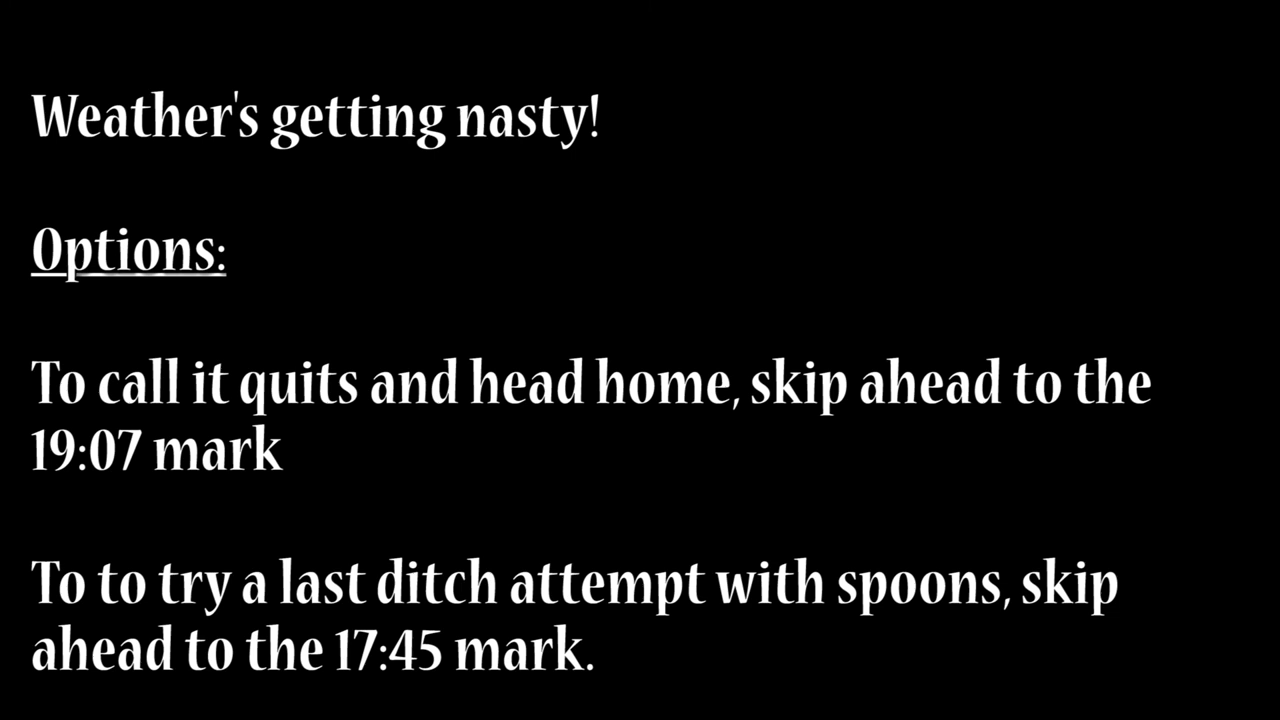 Weather's getting nasty!
Options:
To call it quits and head home, skip ahead to the
19:07 mark
To to try a last ditch attempt with spoons, skip
ahead to the 17:45 mark.